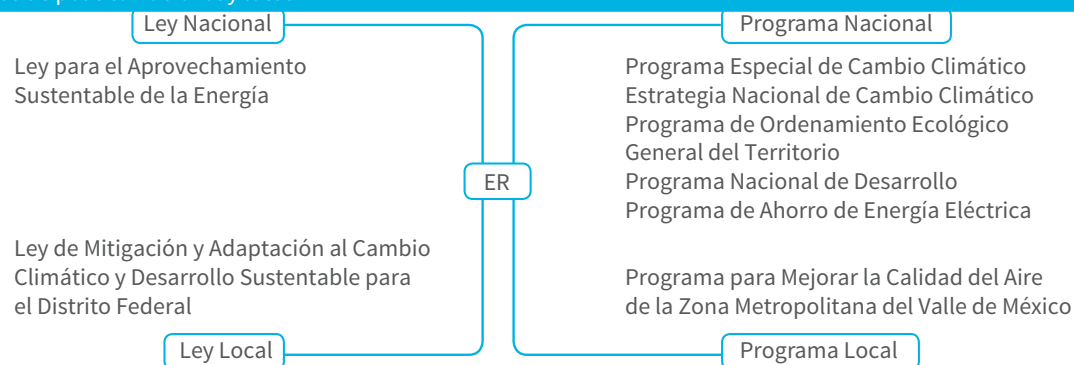 Ley Nacional
Ley para el Aprovechamiento
Sustentable de la Energía
Programa Nacional
Programa Especial de Cambio Climático
Estrategia Nacional de Cambio Climático
Programa de Ordenamiento Ecológico
General del Territorio
Programa Nacional de Desarrollo
Programa de Ahorro de Energía Eléctrica
ER
Ley de Mitigación y Adaptación al Cambio
Climático y Desarrollo Sustentable para
el Distrito Federal
Ley Local
Programa para Mejorar la Calidad del Aire
de la Zona Metropolitana del Valle de México
Programa Local